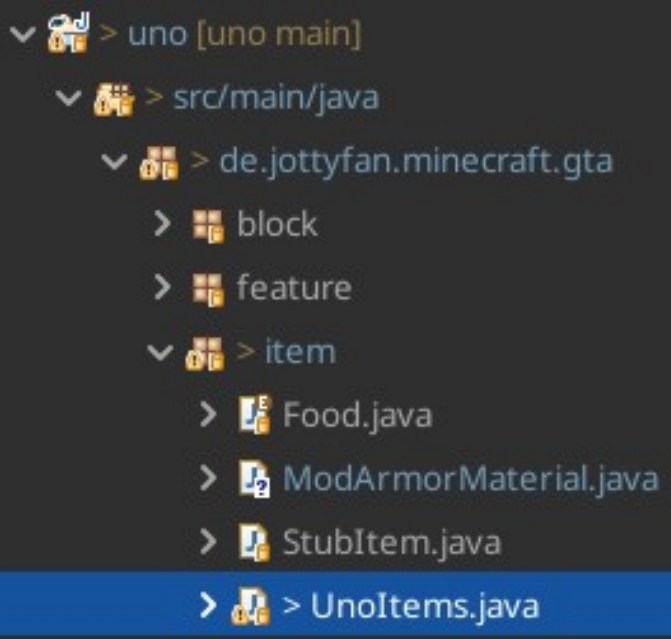 > uno [uno main]
> src/main/java
> de.jottyfan.minecraft.gta
block
feature
> item
Food.java
ModArmorMaterial.java
StubItem.java
> UnoItems.java